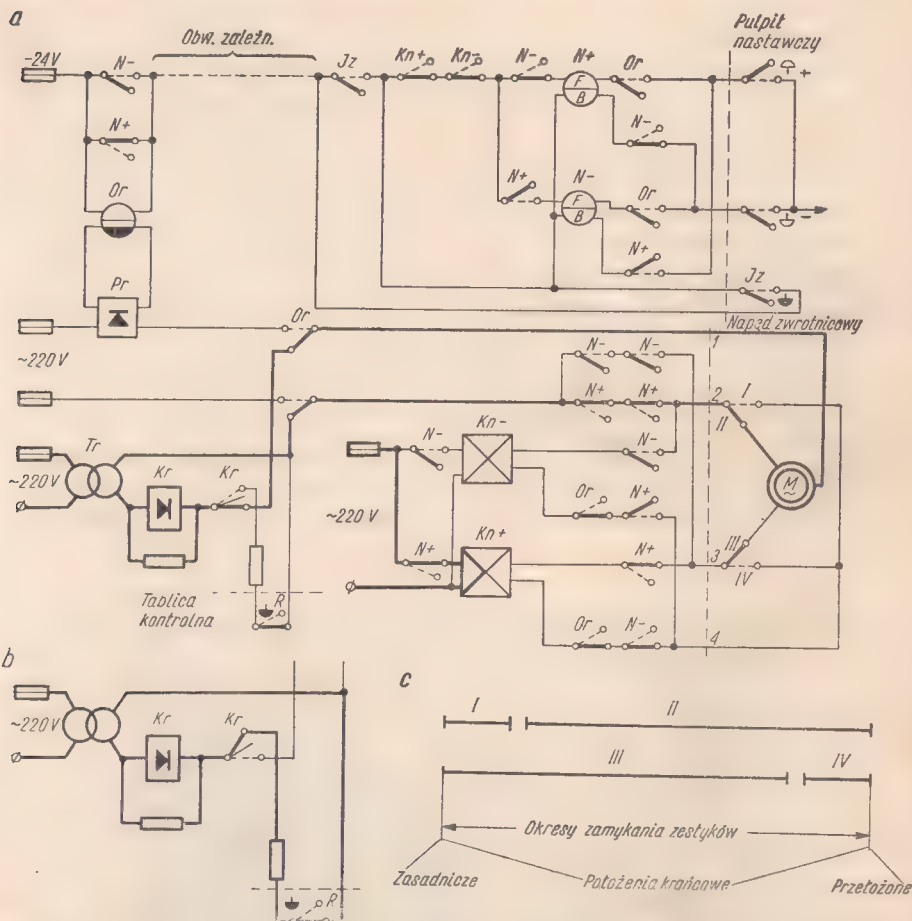 a
Pulpit
nastawczy
-24V
N-
Obw. zależn.
Jz
Kn+
Kn-
N-
N+
F
B
Or
+
N+
N-
Or
N+
N-
F
B
Or
-
Pr
N+
Jz
Napęd zwrotnicowy
Or
1
~220V
N-
N-
N+
N+
2
I
II
Tr
~220V
Kr
Kr
N-
Kn-
N-
M
~
Or
N+
~220 V
Kn+
N+
N+
3
III
IV
Tablica
kontrolna
R
Or
N-
4
b
c
~220V
Kr
Kr
I
II
III
IV
Okresy zamykania zestyków
R
Zasadnicze
Położenia krańcowe
Przełożone